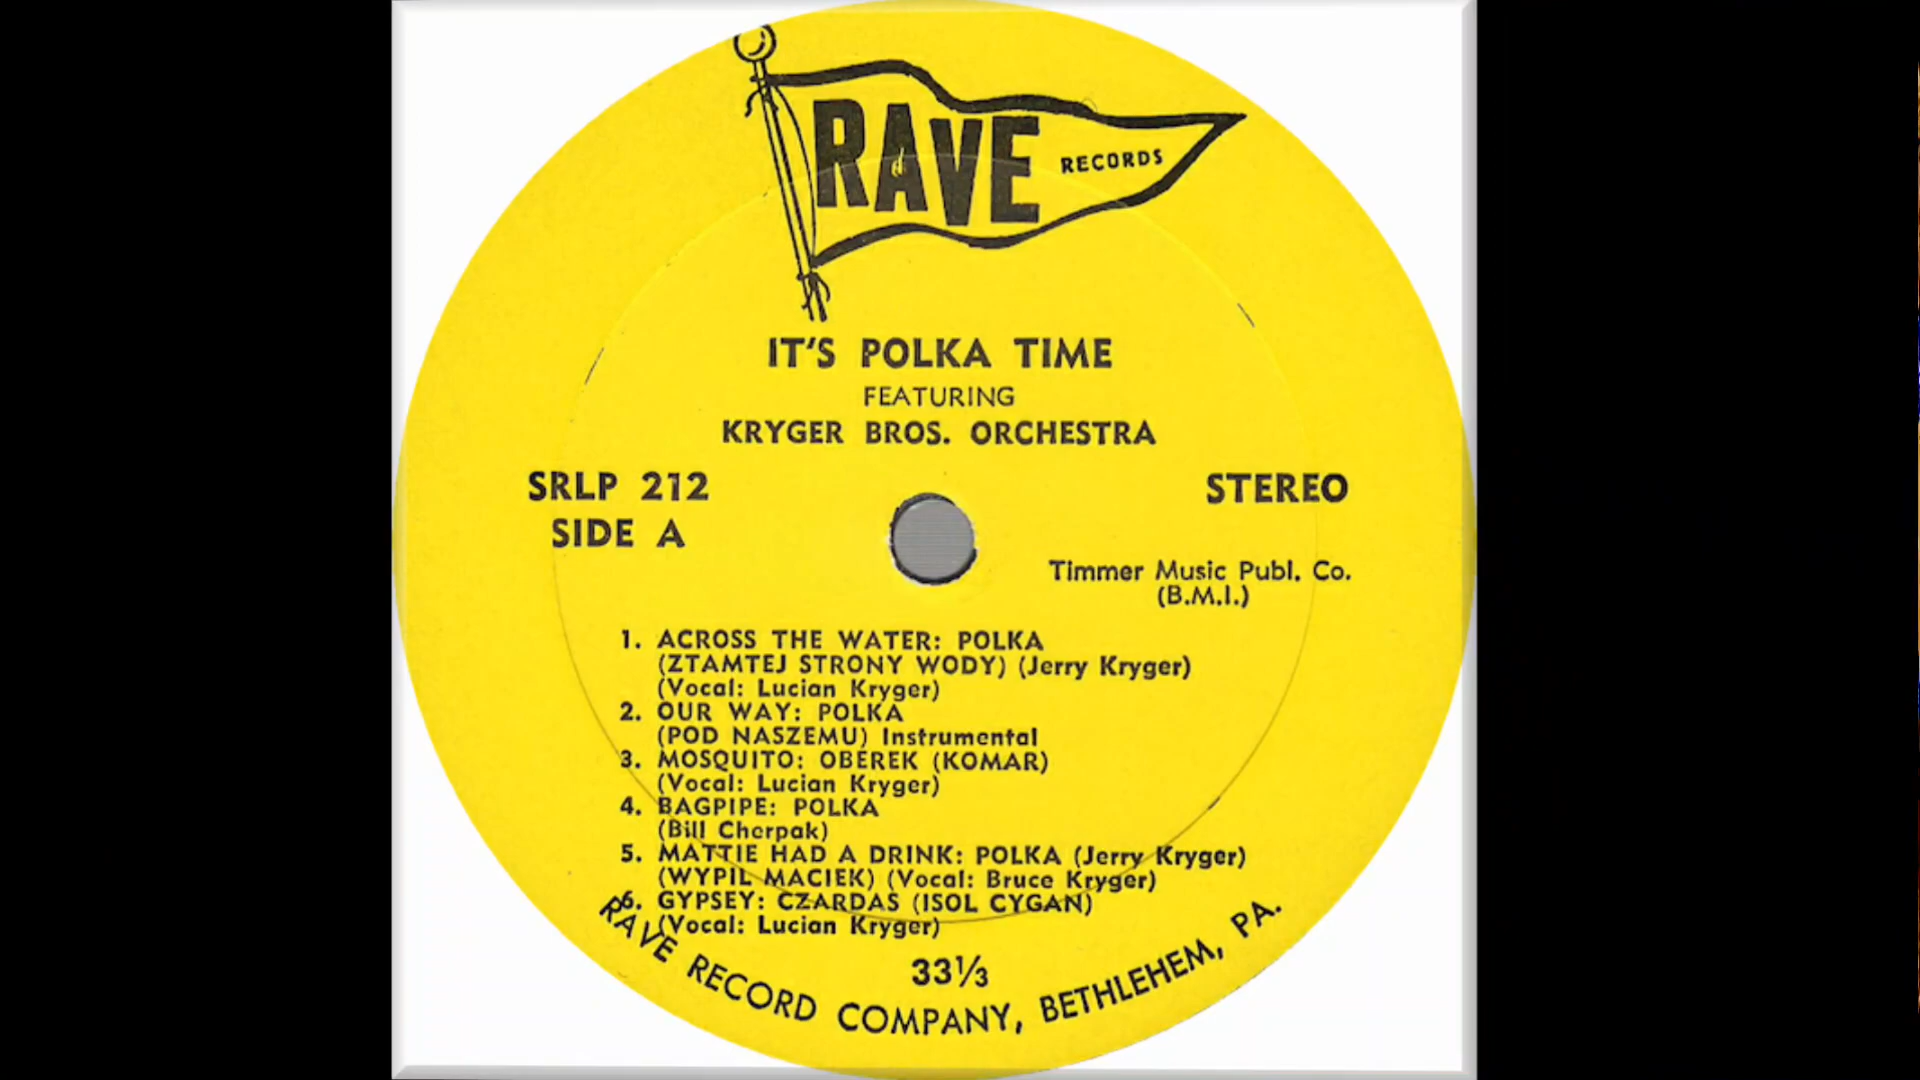 RAVE RECORDS
IT'S POLKA TIME
FEATURING
KRYGER BROS. ORCHESTRA
SRLP 212
SIDE A
STEREO
Timmer Music Publ. Co.
(B.M.I.)
1. ACROSS THE WATER: POLKA
(ZTAMTEJ STRONY WODY) (Jerry Kryger)
(Vocal: Lucian Kryger)
2. OUR WAY: POLKA
(POD NASZEMU) Instrumental
3. MOSQUITO: OBEREK (KOMAR)
(Vocal: Lucian Kryger)
4. BAGPIPE: POLKA
(Bill Cherpak)
5. MATTIE HAD A DRINK: POLKA (Jerry Kryger)
(WYPIL MACIEK) (Vocal: Bruce Kryger)
6. GYPSEY: CZARDAS (ISOL CYGAN)
(Vocal: Lucian Kryger)
33⅓
RAVE RECORD COMPANY, BETHLEHEM, PA.